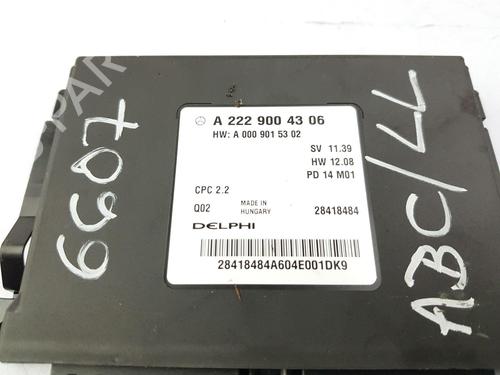 A 222 900 43 06
HW: A 000 901 53 02
SV 11.39
HW 12.08
PD 14 M01
CPC 2.2
Q02
MADE IN
HUNGARY
28418484
DELPHI
28418484A604E001DK9
6607
ABC/LL